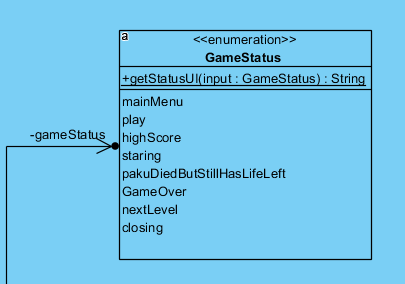 a
<<enumeration>>
GameStatus
+getStatusUI(input : GameStatus) : String
mainMenu
play
-gameStatus
highScore
staring
pakuDiedButStillHasLifeLeft
GameOver
nextLevel
closing